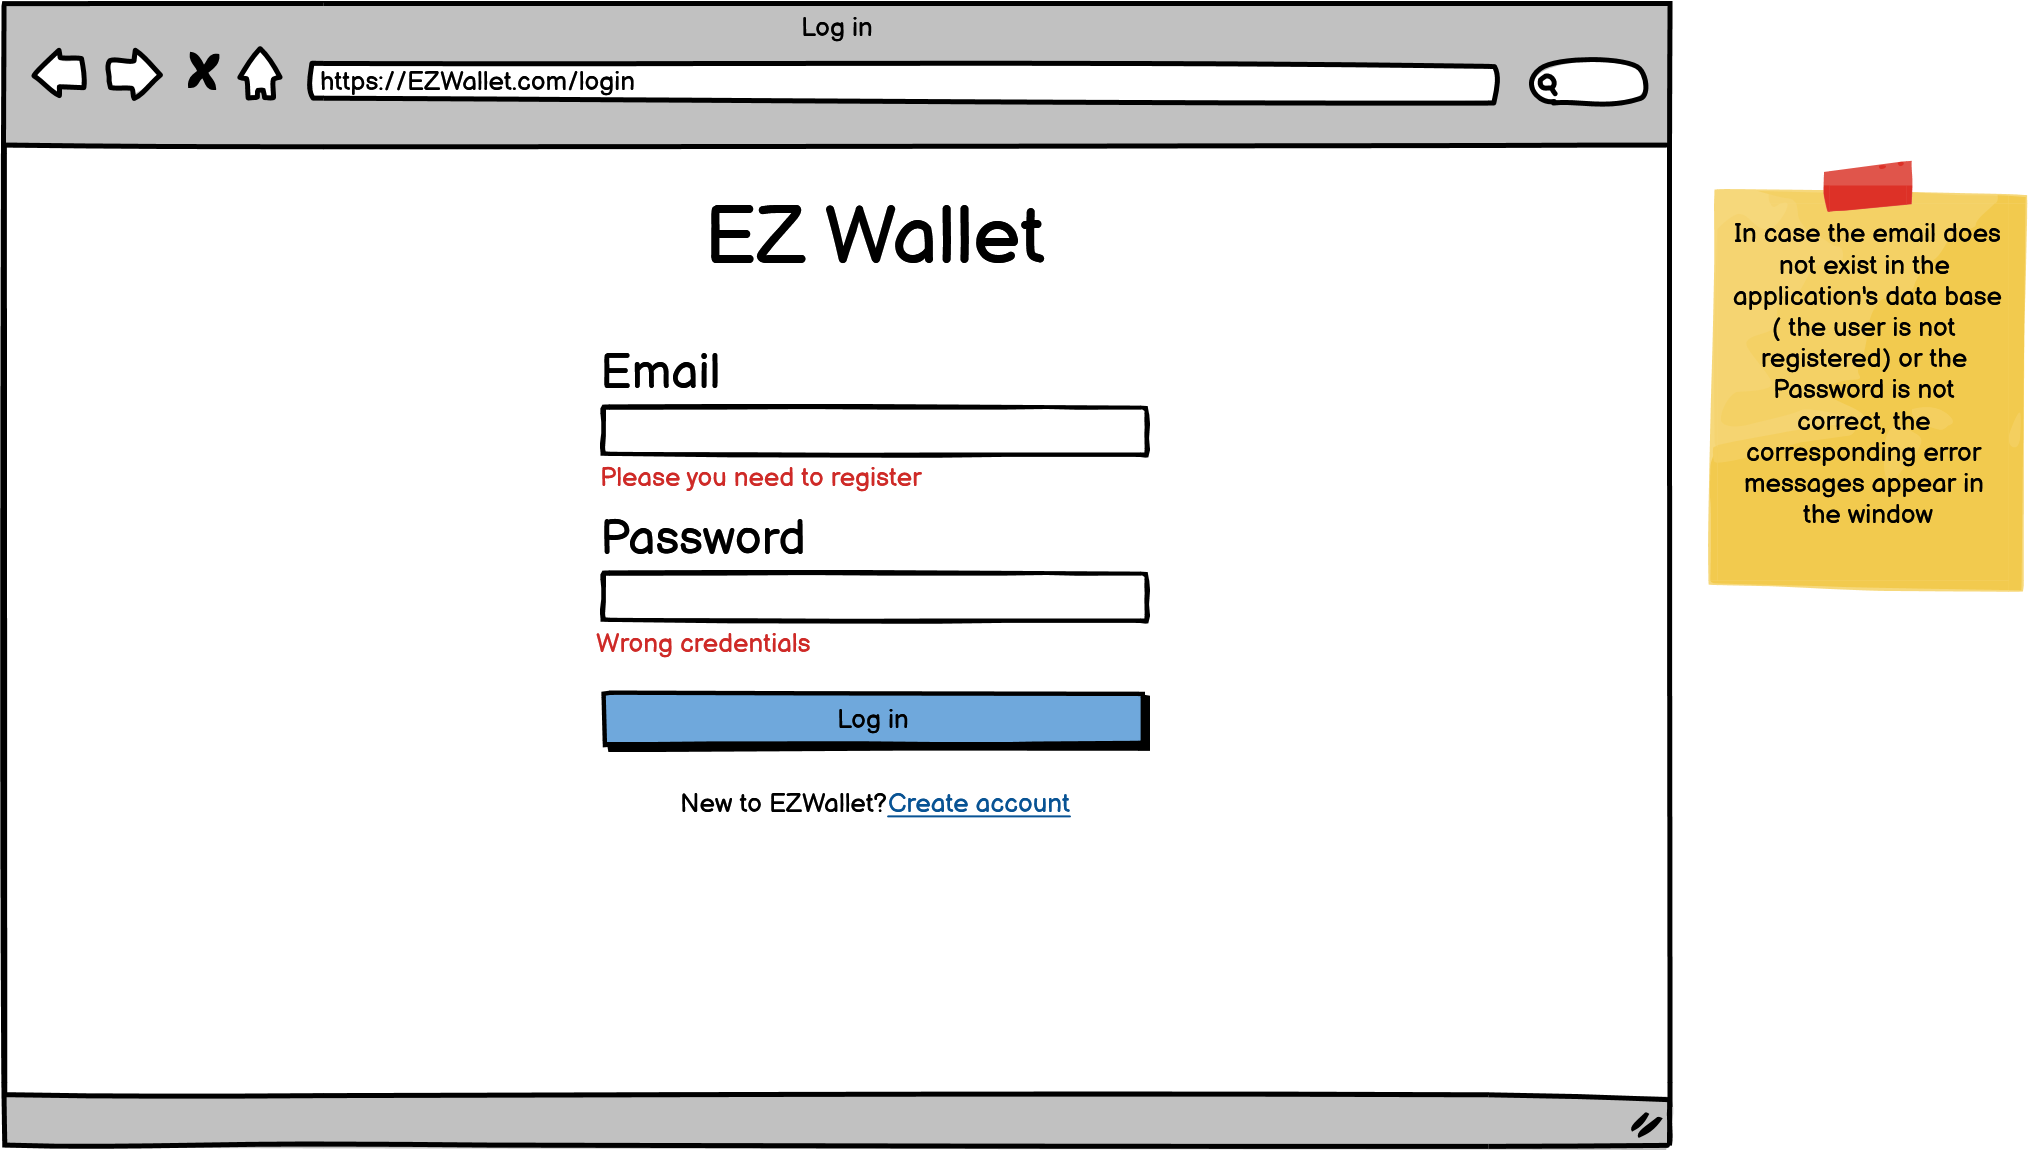 Log in
https://EZWallet.com/login
EZ Wallet
Email
Please you need to register
Password
Wrong credentials
Log in
New to EZWallet?Create account
In case the email does
not exist in the
application's data base
( the user is not
registered) or the
Password is not
correct, the
corresponding error
messages appear in
the window